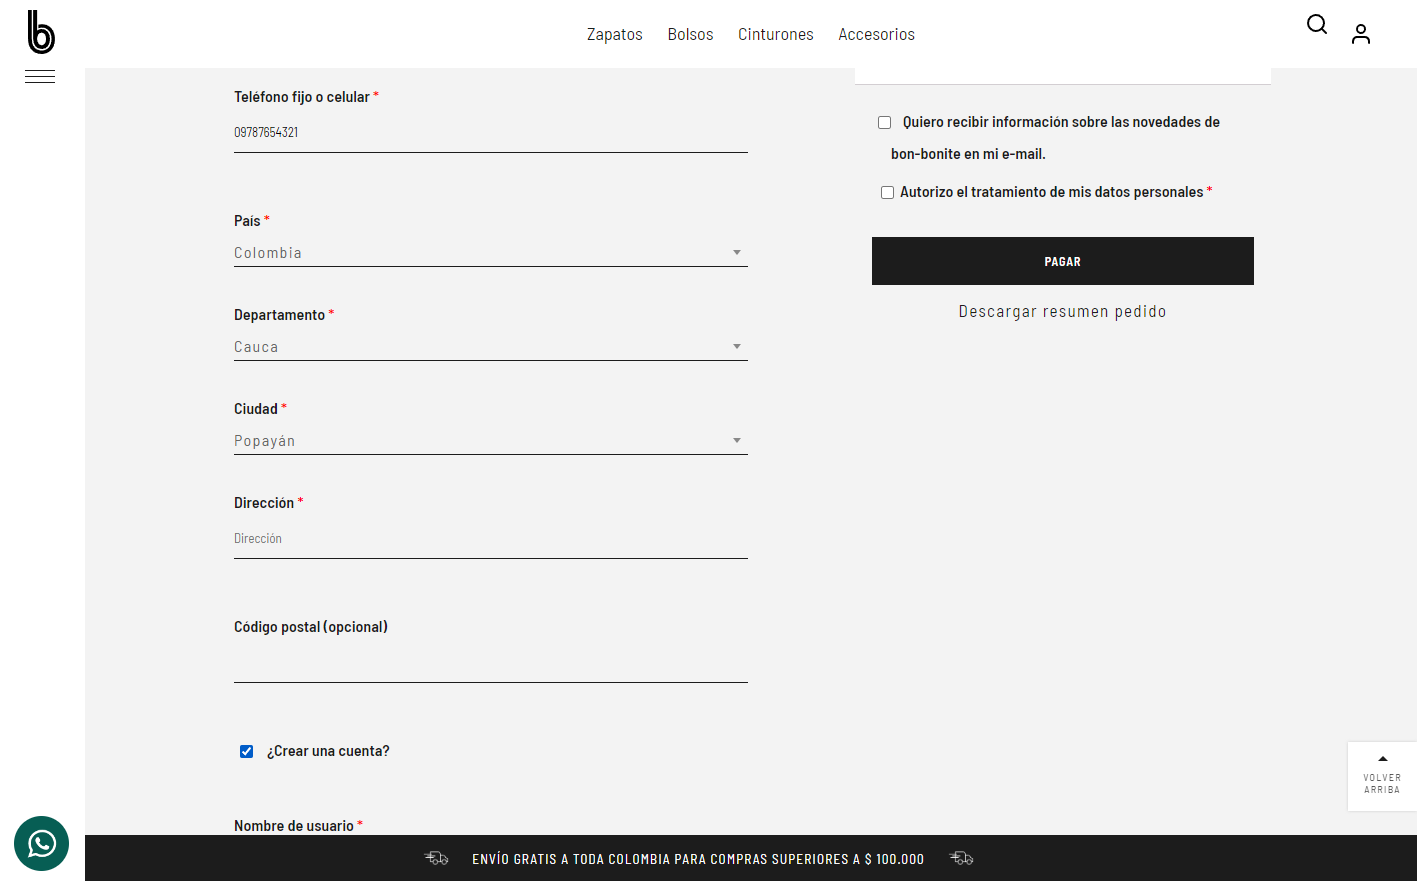 b
Zapatos Bolsos Cinturones Accesorios
Teléfono fijo o celular *
09787654321
País *
Colombia
Departamento *
Cauca
Ciudad *
Popayán
Dirección *
Dirección
Código postal (opcional)
¿Crear una cuenta?
Nombre de usuario *
Quiero recibir información sobre las novedades de
bon-bonite en mi e-mail.
Autorizo el tratamiento de mis datos personales *
PAGAR
Descargar resumen pedido
VOLVER
ARRIBA
ENVÍO GRATIS A TODA COLOMBIA PARA COMPRAS SUPERIORES A $ 100.000